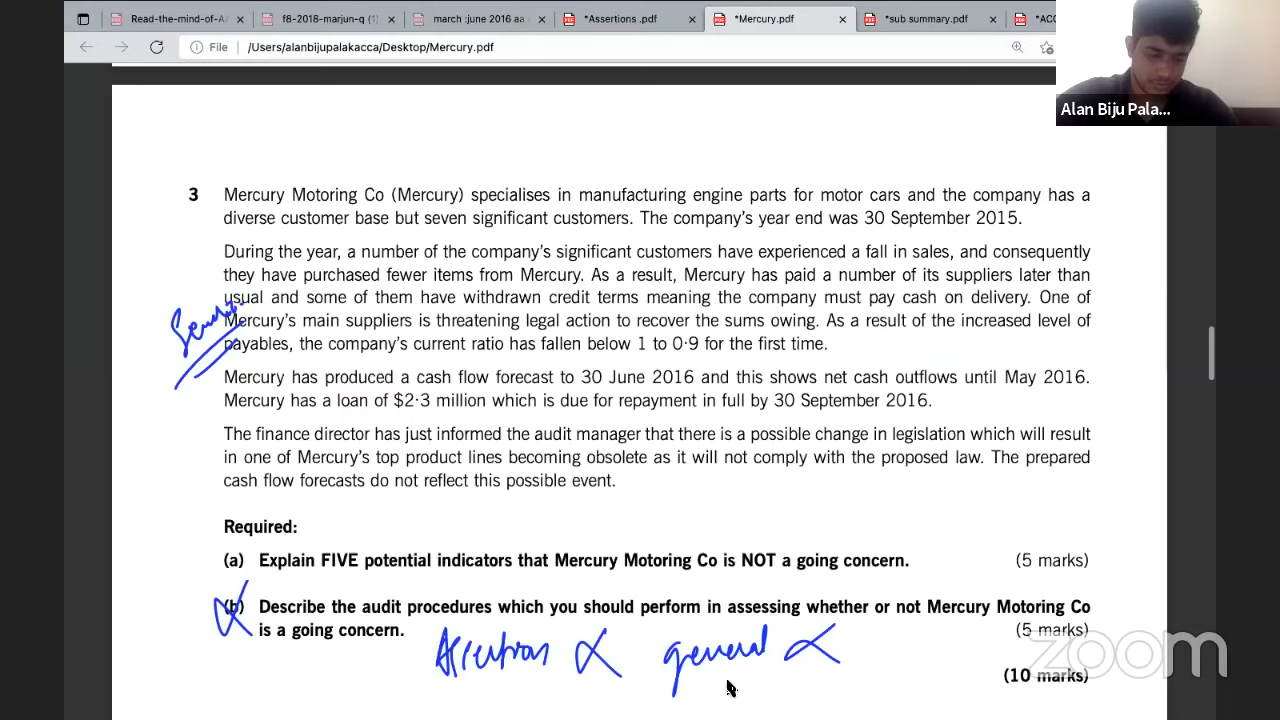 Read-the-mind-of-A
f8-2018-marjun-q (1)
march :june 2016 aa
*Assertions .pdf
*Mercury.pdf
*sub summary.pdf
*ACC
File /Users/alanbijupalakacca/Desktop/Mercury.pdf
Alan Biju Pala...
3 Mercury Motoring Co (Mercury) specialises in manufacturing engine parts for motor cars and the company has a
diverse customer base but seven significant customers. The company's year end was 30 September 2015.
During the year, a number of the company's significant customers have experienced a fall in sales, and consequently
they have purchased fewer items from Mercury. As a result, Mercury has paid a number of its suppliers later than
usual and some of them have withdrawn credit terms meaning the company must pay cash on delivery. One of
Mercury's main suppliers is threatening legal action to recover the sums owing. As a result of the increased level of
payables, the company's current ratio has fallen below 1 to 0·9 for the first time.
Mercury has produced a cash flow forecast to 30 June 2016 and this shows net cash outflows until May 2016.
Mercury has a loan of $2·3 million which is due for repayment in full by 30 September 2016.
The finance director has just informed the audit manager that there is a possible change in legislation which will result
in one of Mercury's top product lines becoming obsolete as it will not comply with the proposed law. The prepared
cash flow forecasts do not reflect this possible event.
Required:
(a) Explain FIVE potential indicators that Mercury Motoring Co is NOT a going concern. (5 marks)
(b) Describe the audit procedures which you should perform in assessing whether or not Mercury Motoring Co
is a going concern. (5 marks)
Assertions general
zoom
(10 marks)